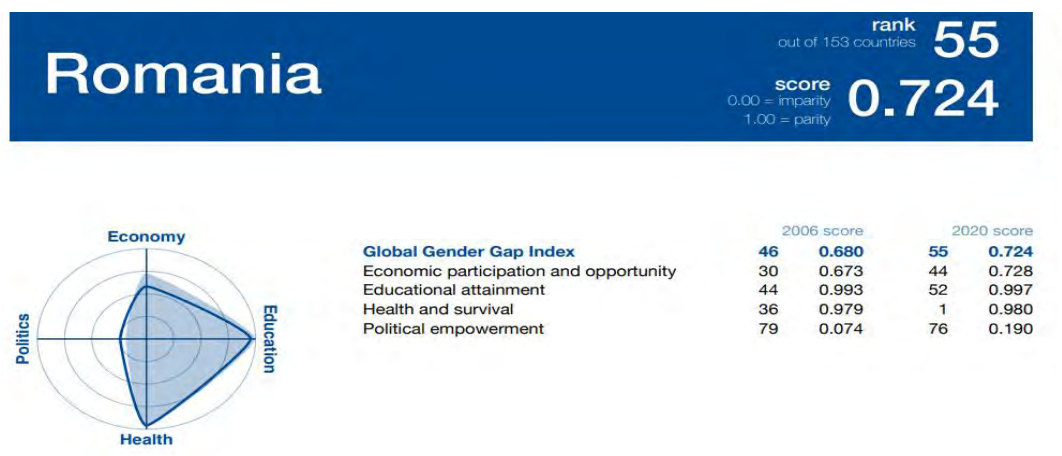 Romania
rank
out of 153 countries
55
score
0.00 = imparity
1.00 = parity
0.724
Economy
Politics
Education
Health
2006 score 2020 score
Global Gender Gap Index 46 0.680 55 0.724
Economic participation and opportunity 30 0.673 44 0.728
Educational attainment 44 0.993 52 0.997
Health and survival 36 0.979 1 0.980
Political empowerment 79 0.074 76 0.190